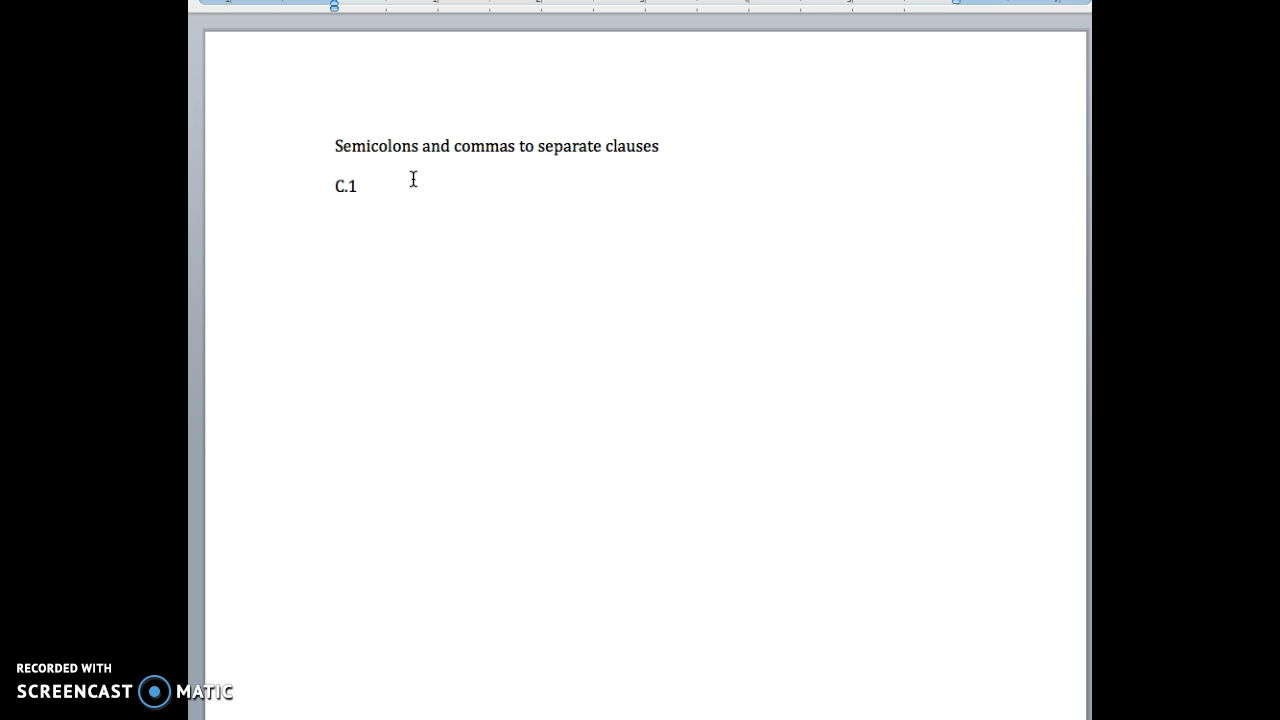 Semicolons and commas to separate clauses
C.1
RECORDED WITH
SCREENCAST MATIC